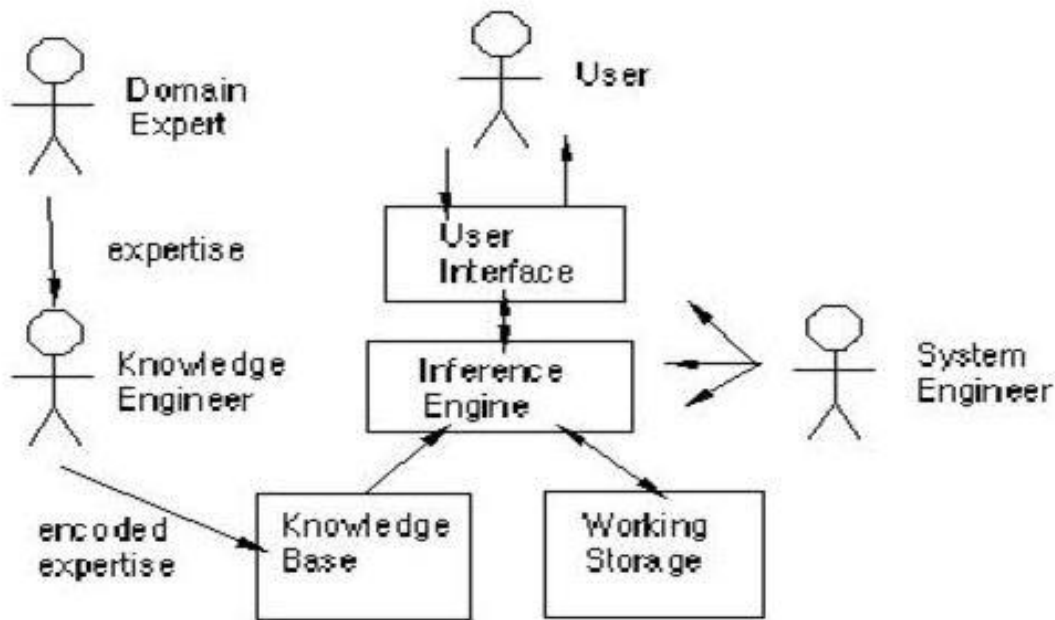 Domain
Expert
User
expertise
User
Interface
Knowledge
Engineer
Inference
Engine
System
Engineer
encoded
expertise
Knowledge
Base
Working
Storage